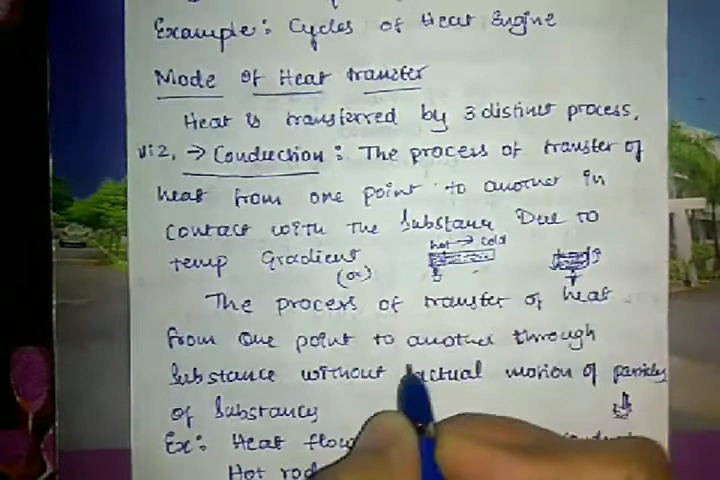 Example: Cycles of Heat Engine
Mode of Heat transfer
Heat is transferred by 3 distinct process.
viz, → Conduction : The process of transfer of
heat from one point to another in
contact with the Substance Due to
hot → cold
temp Gradient
(or)
The process of transfer of heat
from one point to another through
Substance without actual motion of particles
of Substances
Ex: Heat flow
Hot rod